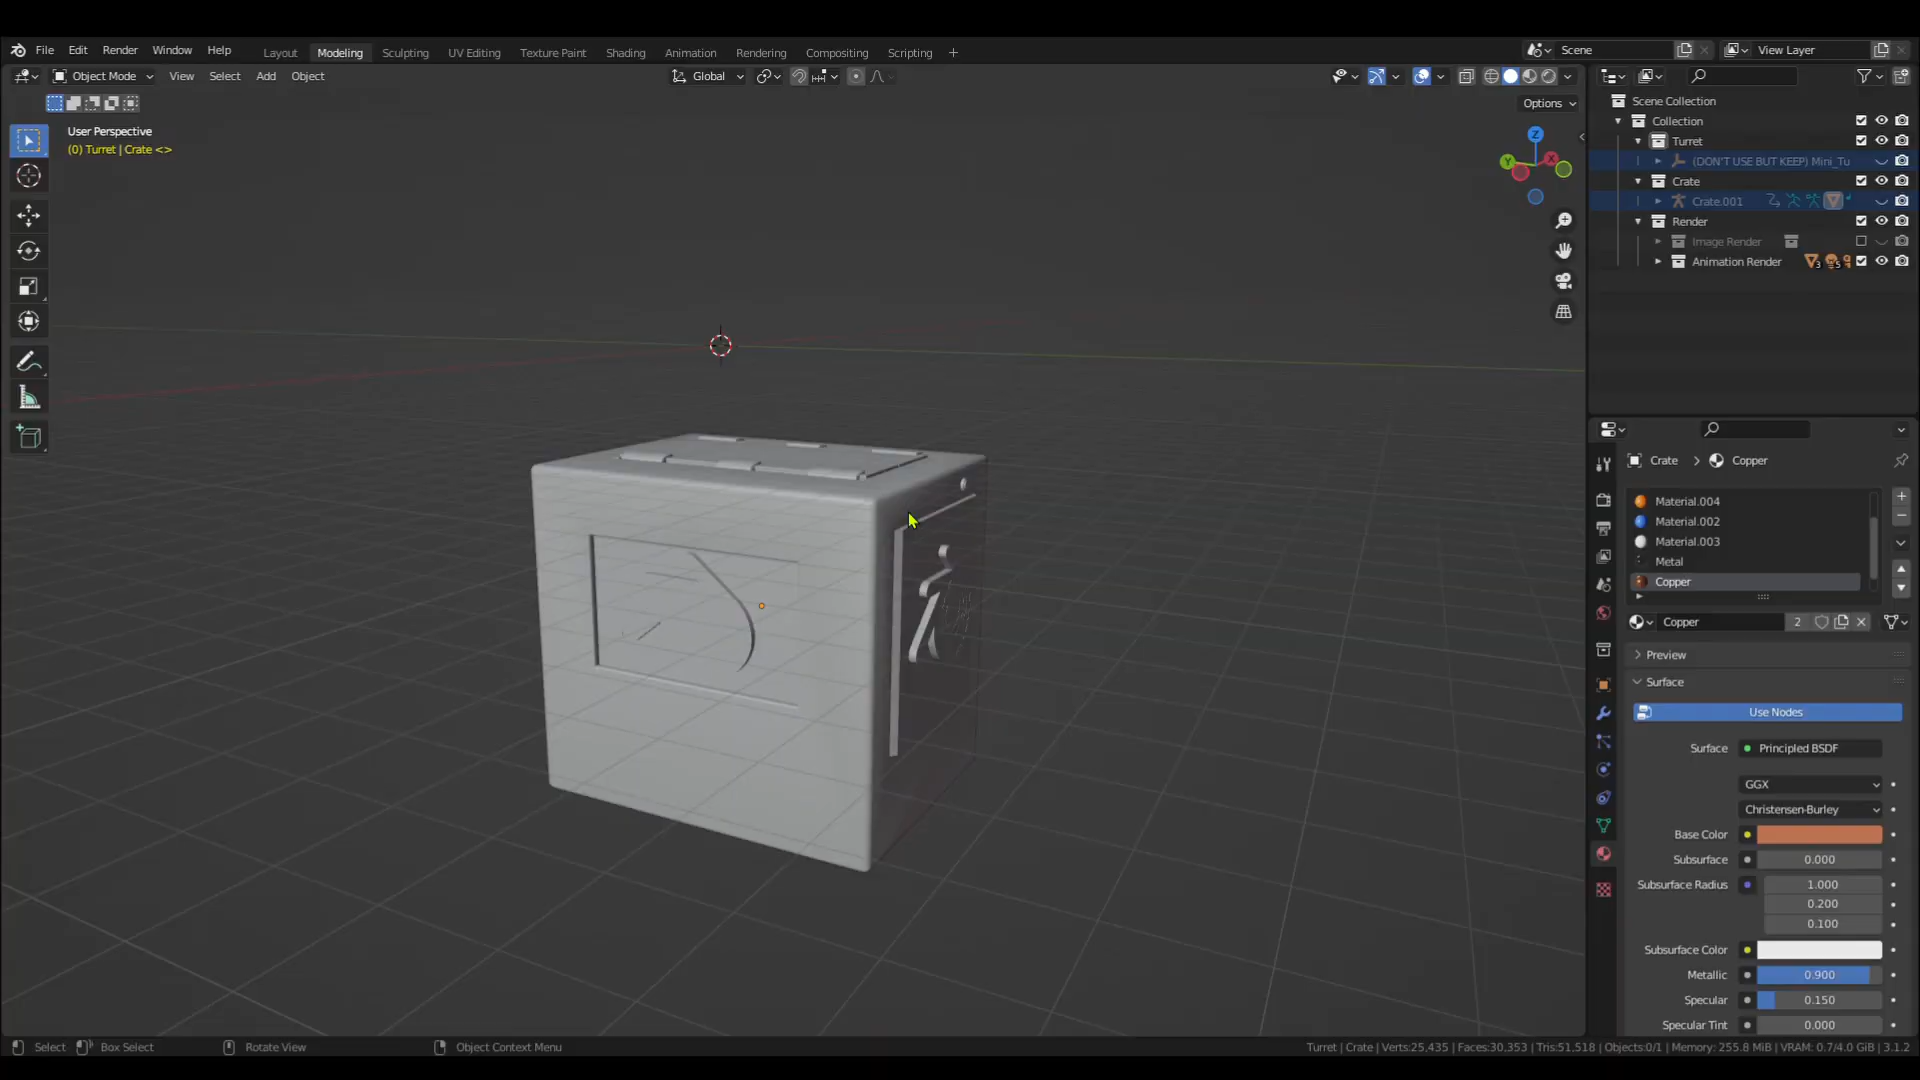 File Edit Render Window Help
Layout Modeling Sculpting UV Editing Texture Paint Shading Animation Rendering Compositing Scripting +
Scene
View Layer
Object Mode View Select Add Object
Global
Options
User Perspective
(0) Turret | Crate <>
Z
Y
X
Scene Collection
Collection
Turret
(DON'T USE BUT KEEP) Mini_Tu
Crate
Crate.001
Render
Image Render
Animation Render
3
5
Crate > Copper
Material.004
Material.002
Material.003
Metal
Copper
Copper 2
Preview
Surface
Use Nodes
Surface Principled BSDF
GGX
Christensen-Burley
Base Color
Subsurface 0.000
Subsurface Radius 1.000
0.200
0.100
Subsurface Color
Metallic 0.900
Specular 0.150
Specular Tint 0.000
Select Box Select Rotate View Object Context Menu
Turret | Crate | Verts:25,435 | Faces:30,353 | Tris:51,518 | Objects:0/1 | Memory: 255.8 MiB | VRAM: 0.7/4.0 GiB | 3.1.2